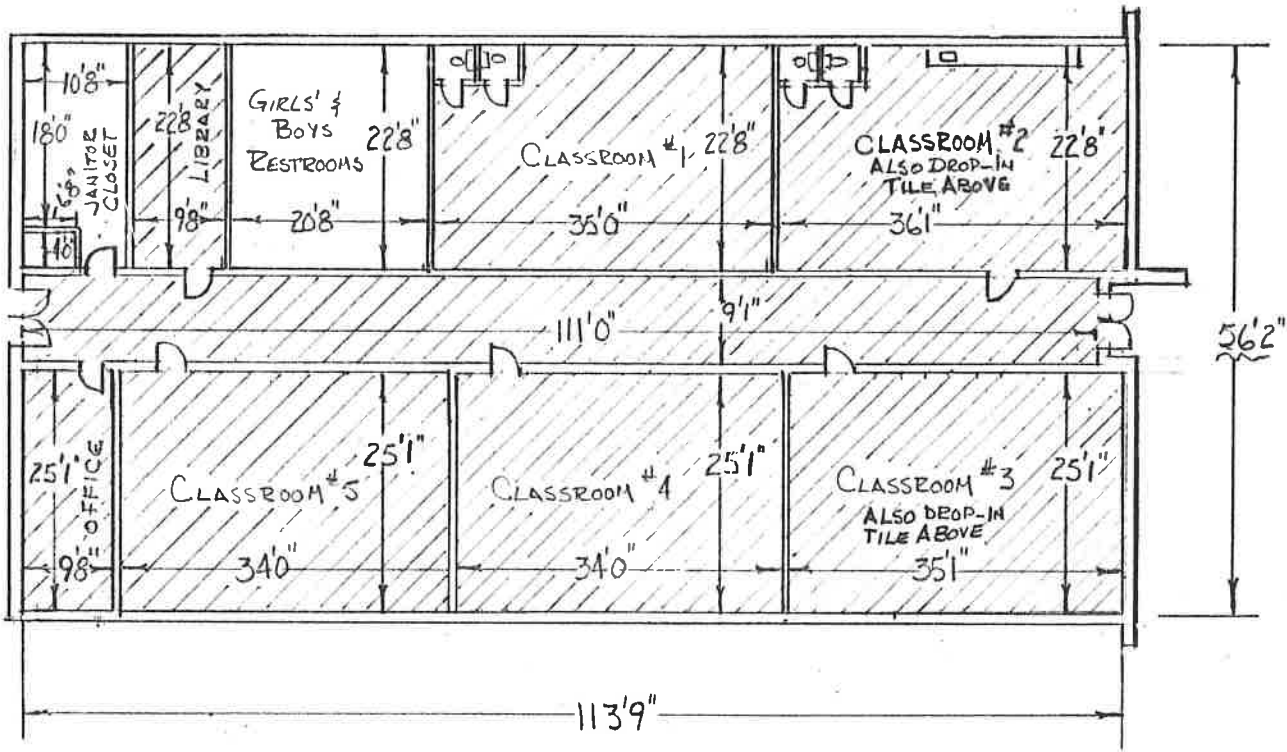 10'8"
18'0"
JANITOR
CLOSET
5'8"
4'0"
22'8"
LIBRARY
9'8"
GIRLS' &
BOYS
RESTROOMS
22'8"
20'8"
CLASSROOM #1
22'8"
35'0"
CLASSROOM #2
ALSO DROP-IN
TILE ABOVE
22'8"
36'1"
111'0"
9'1"
56'2"
25'1"
OFFICE
9'8"
CLASSROOM #5
25'1"
34'0"
CLASSROOM #4
25'1"
34'0"
CLASSROOM #3
ALSO DROP-IN
TILE ABOVE
25'1"
35'1"
113'9"